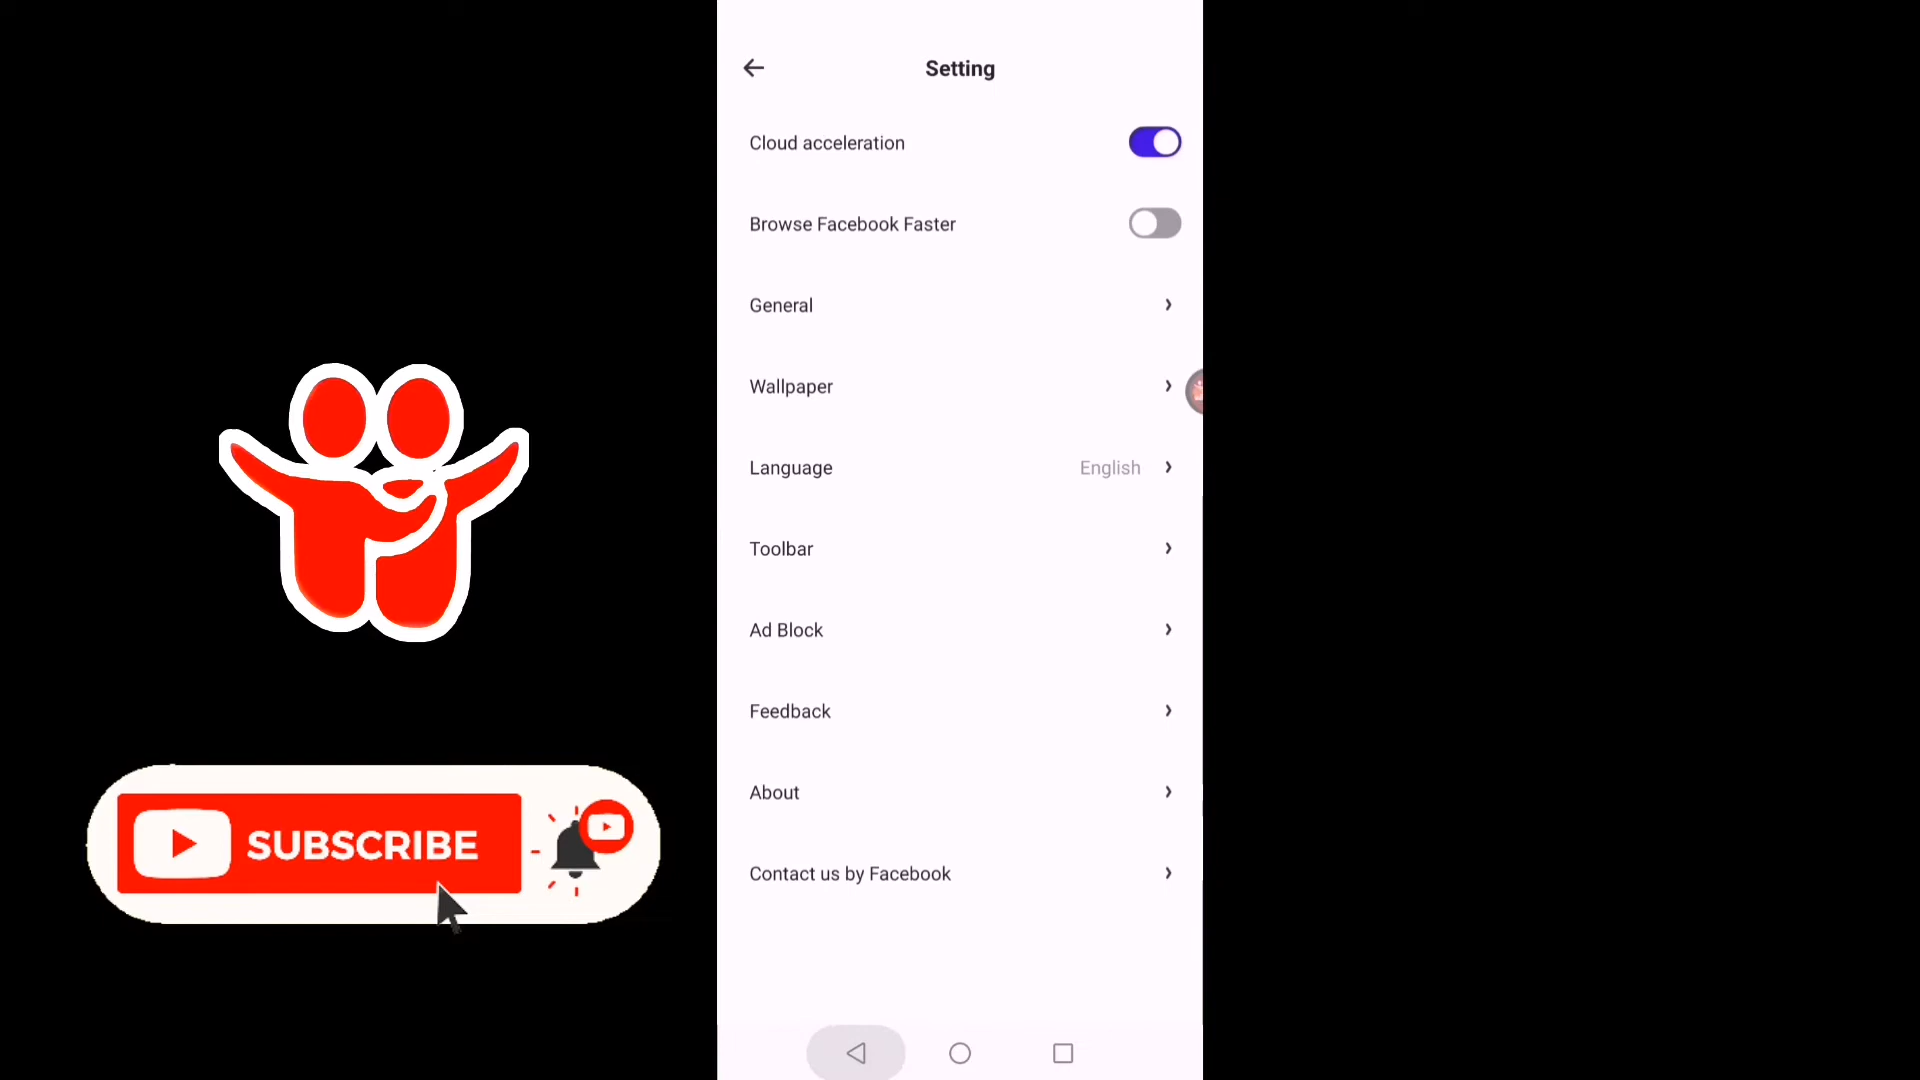 Setting
Cloud acceleration
Browse Facebook Faster
General
Wallpaper
Language English
Toolbar
Ad Block
Feedback
About
Contact us by Facebook
SUBSCRIBE